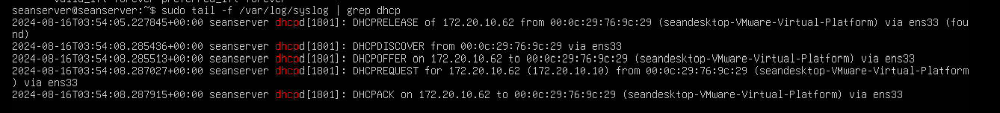 seanserver@seanserver:~$ sudo tail -f /var/log/syslog | grep dhcp
2024-08-16T03:54:05.227845+00:00 seanserver dhcpd[1801]: DHCPRELEASE of 172.20.10.62 from 00:0c:29:76:9c:29 (seandesktop-VMware-Virtual-Platform) via ens33 (fou
nd)
2024-08-16T03:54:08.285436+00:00 seanserver dhcpd[1801]: DHCPDISCOVER from 00:0c:29:76:9c:29 via ens33
2024-08-16T03:54:08.285513+00:00 seanserver dhcpd[1801]: DHCPOFFER on 172.20.10.62 to 00:0c:29:76:9c:29 (seandesktop-VMware-Virtual-Platform) via ens33
2024-08-16T03:54:08.287027+00:00 seanserver dhcpd[1801]: DHCPREQUEST for 172.20.10.62 (172.20.10.10) from 00:0c:29:76:9c:29 (seandesktop-VMware-Virtual-Platform
) via ens33
2024-08-16T03:54:08.287915+00:00 seanserver dhcpd[1801]: DHCPACK on 172.20.10.62 to 00:0c:29:76:9c:29 (seandesktop-VMware-Virtual-Platform) via ens33